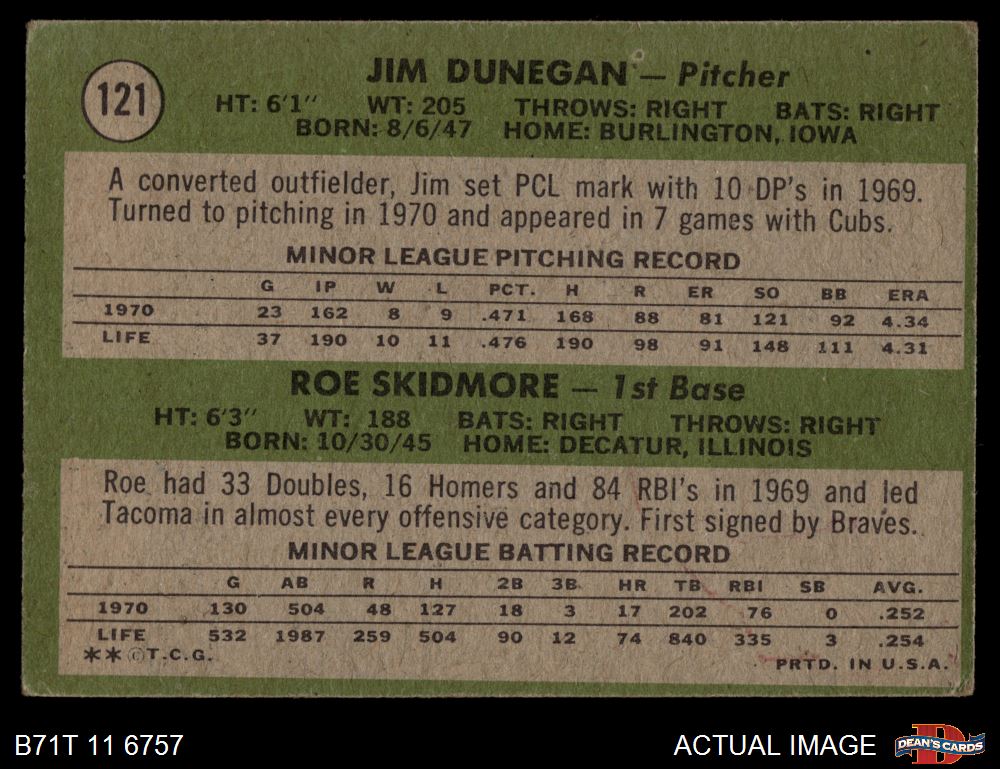 121
JIM DUNEGAN — Pitcher
HT: 6'1" WT: 205 THROWS: RIGHT BATS: RIGHT
BORN: 8/6/47 HOME: BURLINGTON, IOWA
A converted outfielder, Jim set PCL mark with 10 DP's in 1969.
Turned to pitching in 1970 and appeared in 7 games with Cubs.
MINOR LEAGUE PITCHING RECORD
G IP W L PCT. H R ER SO BB ERA
1970 23 162 8 9 .471 168 88 81 121 92 4.34
LIFE 37 190 10 11 .476 190 98 91 148 111 4.31
ROE SKIDMORE — 1st Base
HT: 6'3" WT: 188 BATS: RIGHT THROWS: RIGHT
BORN: 10/30/45 HOME: DECATUR, ILLINOIS
Roe had 33 Doubles, 16 Homers and 84 RBI's in 1969 and led
Tacoma in almost every offensive category. First signed by Braves.
MINOR LEAGUE BATTING RECORD
G AB R H 2B 3B HR TB RBI SB AVG.
1970 130 504 48 127 18 3 17 202 76 0 .252
LIFE 532 1987 259 504 90 12 74 840 335 3 .254
**©T.C.G. PRTD. IN U.S.A.
B71T 11 6757 ACTUAL IMAGE D DEAN'S CARDS